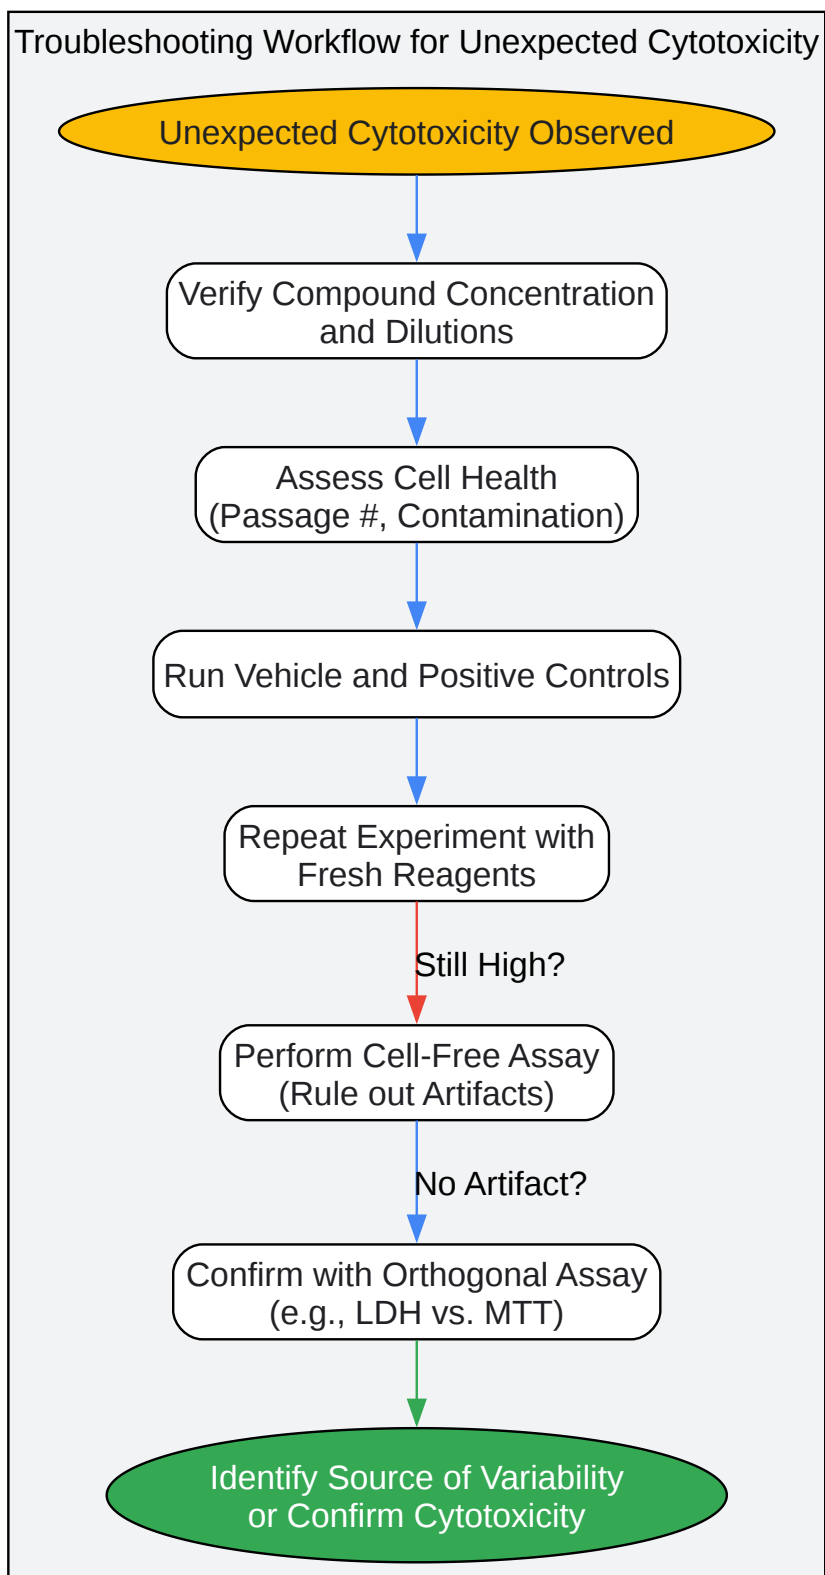 Troubleshooting Workflow for Unexpected Cytotoxicity
Unexpected Cytotoxicity Observed
Verify Compound Concentration
and Dilutions
Assess Cell Health
(Passage #, Contamination)
Run Vehicle and Positive Controls
Repeat Experiment with
Fresh Reagents
Still High?
Perform Cell-Free Assay
(Rule out Artifacts)
No Artifact?
Confirm with Orthogonal Assay
(e.g., LDH vs. MTT)
Identify Source of Variability
or Confirm Cytotoxicity